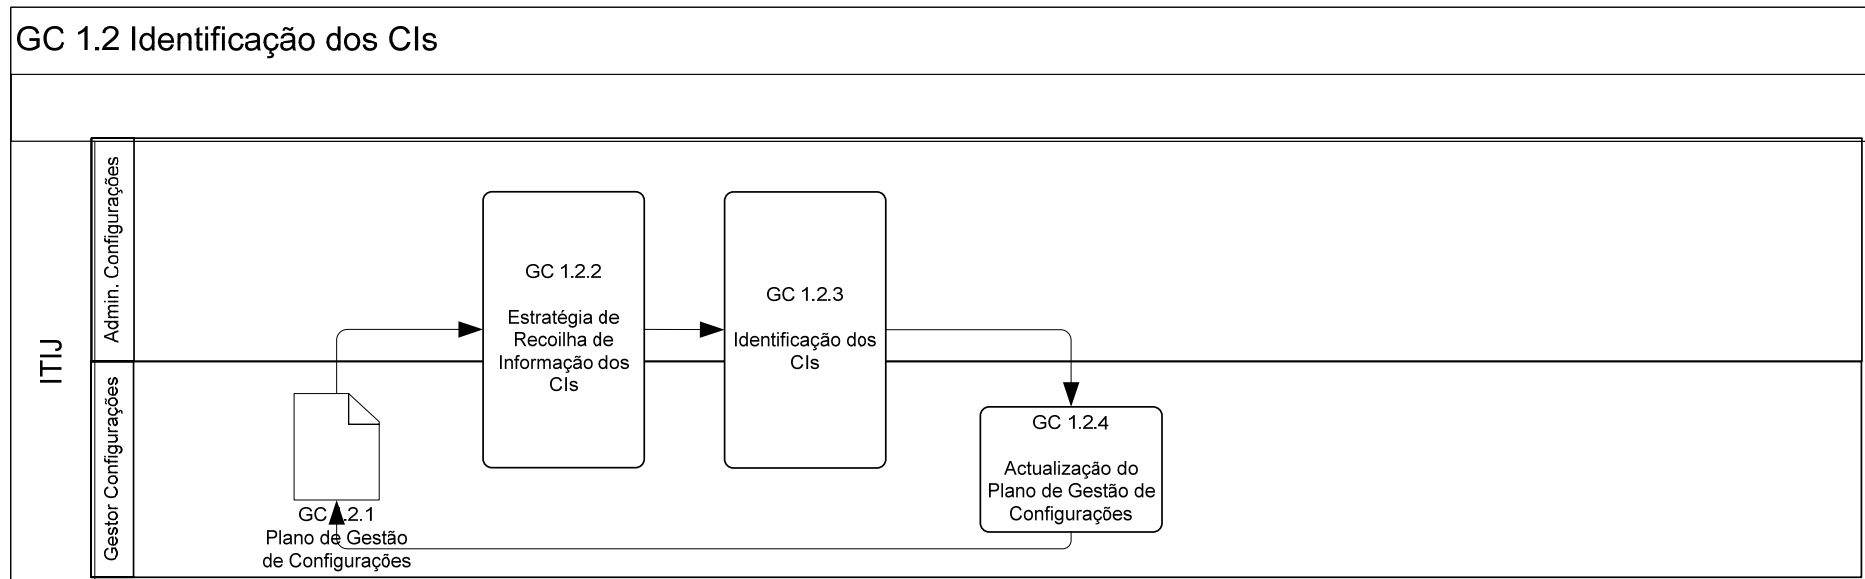 GC 1.2 Identificação dos CIs
ITIJ
Admin. Configurações
GC 1.2.2
Estratégia de
Recoilha de
Informação dos
CIs
GC 1.2.3
Identificação dos
CIs
Gestor Configurações
GC 1.2.1
Plano de Gestão
de Configurações
GC 1.2.4
Actualização do
Plano de Gestão de
Configurações